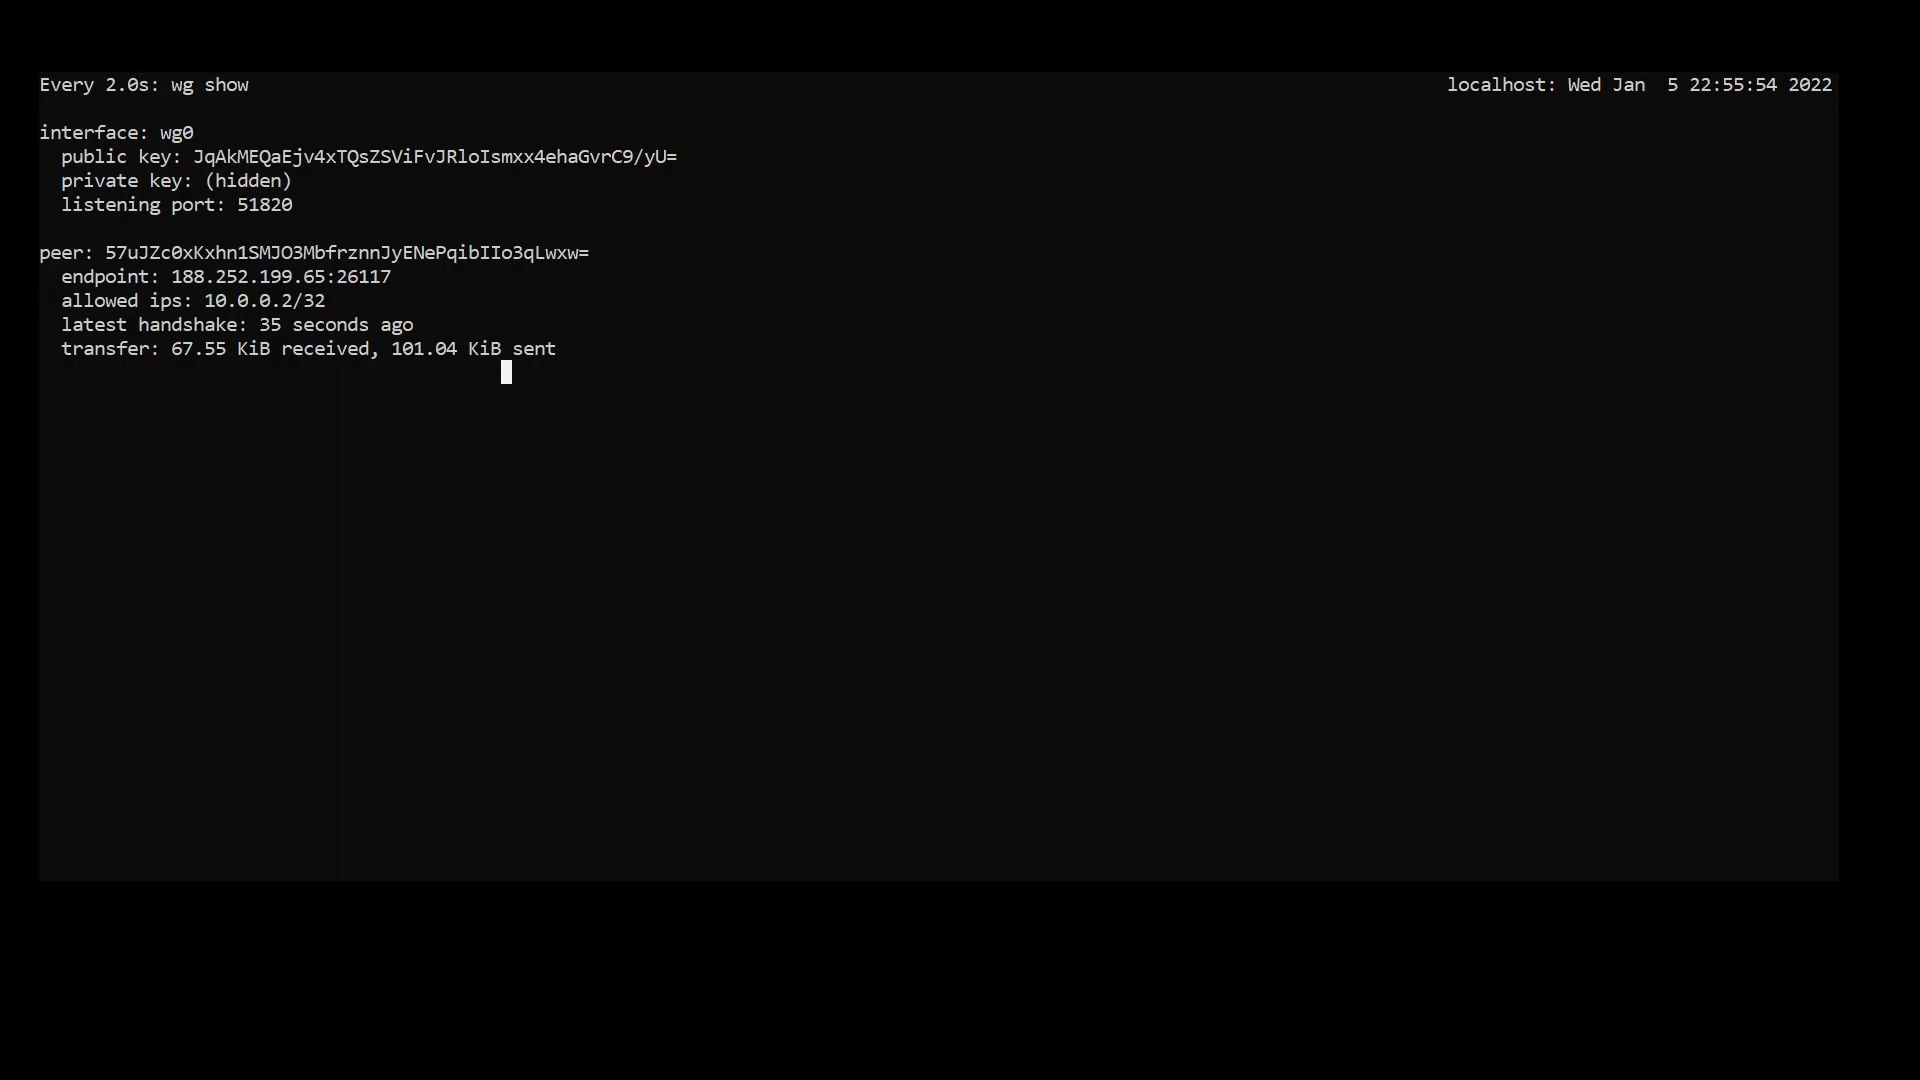 Every 2.0s: wg show localhost: Wed Jan  5 22:55:54 2022
interface: wg0
public key: JqAkMEQaEjv4xTQsZSViFvJRloIsmxx4ehaGvrC9/yU=
private key: (hidden)
listening port: 51820
peer: 57uJZc0xKxhn1SMJO3MbfrznnJyENePqibIIo3qLwxw=
endpoint: 188.252.199.65:26117
allowed ips: 10.0.0.2/32
latest handshake: 35 seconds ago
transfer: 67.55 KiB received, 101.04 KiB sent